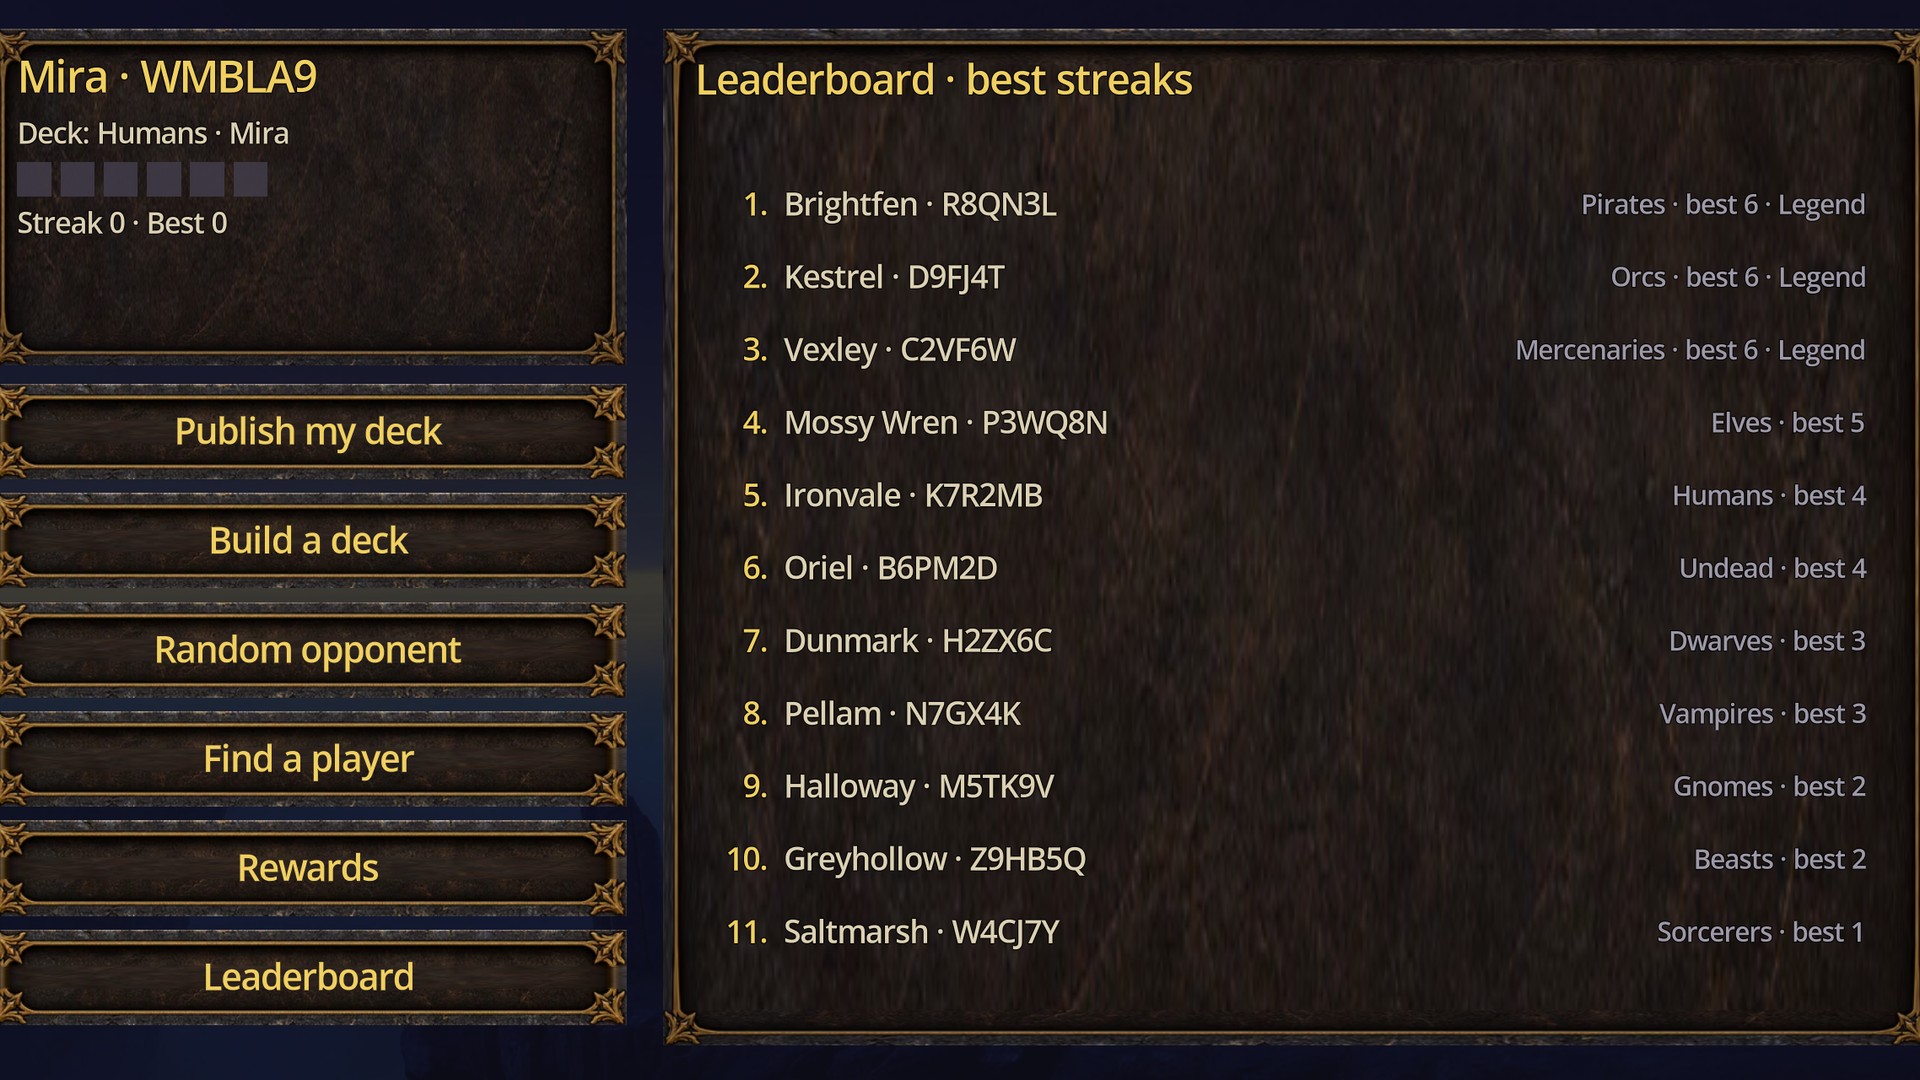 Mira · WMBLA9
Deck: Humans · Mira
Streak 0 · Best 0
Publish my deck
Build a deck
Random opponent
Find a player
Rewards
Leaderboard
Leaderboard · best streaks
1. Brightfen · R8QN3L Pirates · best 6 · Legend
2. Kestrel · D9FJ4T Orcs · best 6 · Legend
3. Vexley · C2VF6W Mercenaries · best 6 · Legend
4. Mossy Wren · P3WQ8N Elves · best 5
5. Ironvale · K7R2MB Humans · best 4
6. Oriel · B6PM2D Undead · best 4
7. Dunmark · H2ZX6C Dwarves · best 3
8. Pellam · N7GX4K Vampires · best 3
9. Halloway · M5TK9V Gnomes · best 2
10. Greyhollow · Z9HB5Q Beasts · best 2
11. Saltmarsh · W4CJ7Y Sorcerers · best 1